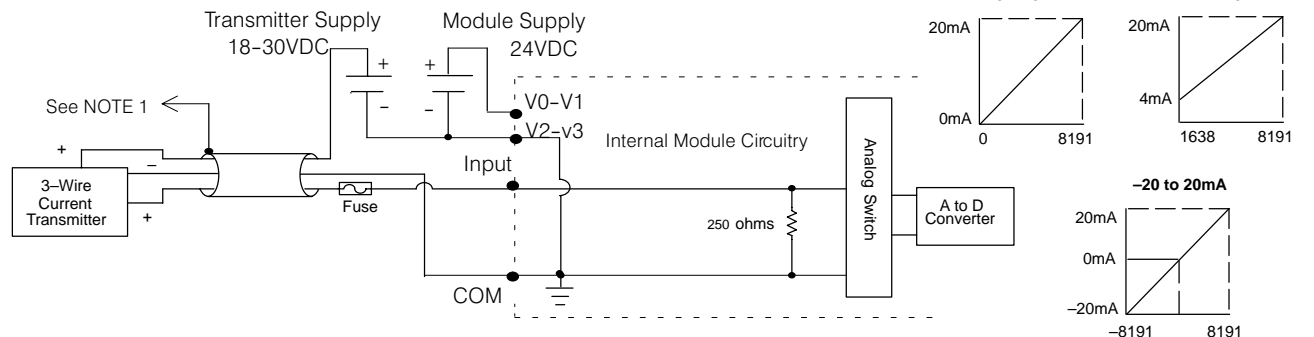 Transmitter Supply
18-30VDC
Module Supply
24VDC
+
−
+
−
See NOTE 1
V0-V1
V2-v3
Internal Module Circuitry
Input
+
−
+
3–Wire
Current
Transmitter
Fuse
250 ohms
Analog Switch
A to D
Converter
COM
20mA
0mA
0
8191
20mA
4mA
1638
8191
–20 to 20mA
20mA
0mA
–20mA
–8191
8191